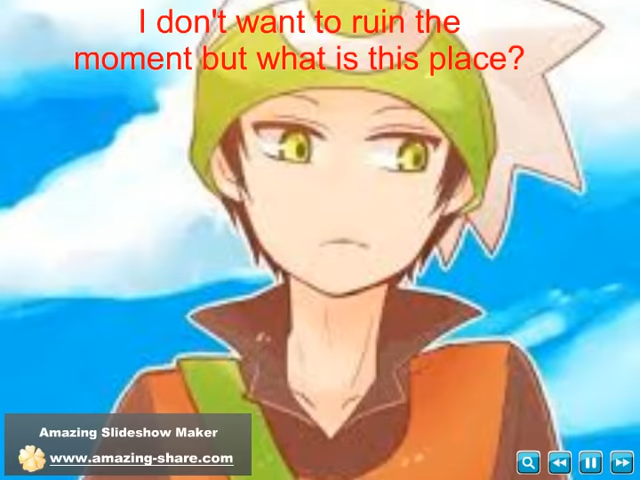 I don't want to ruin the
moment but what is this place?
Amazing Slideshow Maker
www.amazing-share.com